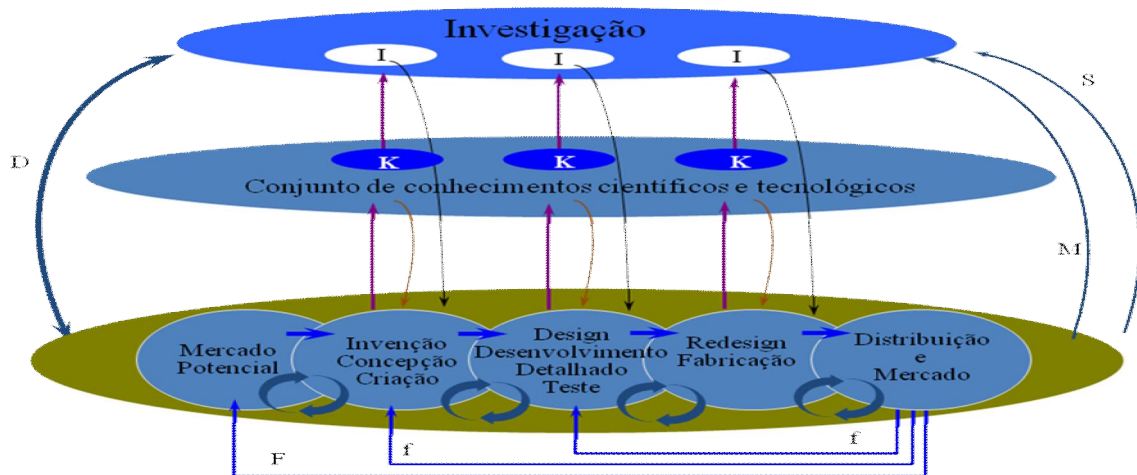 Investigação
I
I
I
S
D
K
K
K
Conjunto de conhecimentos científicos e tecnológicos
M
Mercado
Potencial
Invenção
Concepção
Criação
Design
Desenvolvimento
Detalhado
Teste
Redesign
Fabricação
Distribuição
e
Mercado
F
f
f